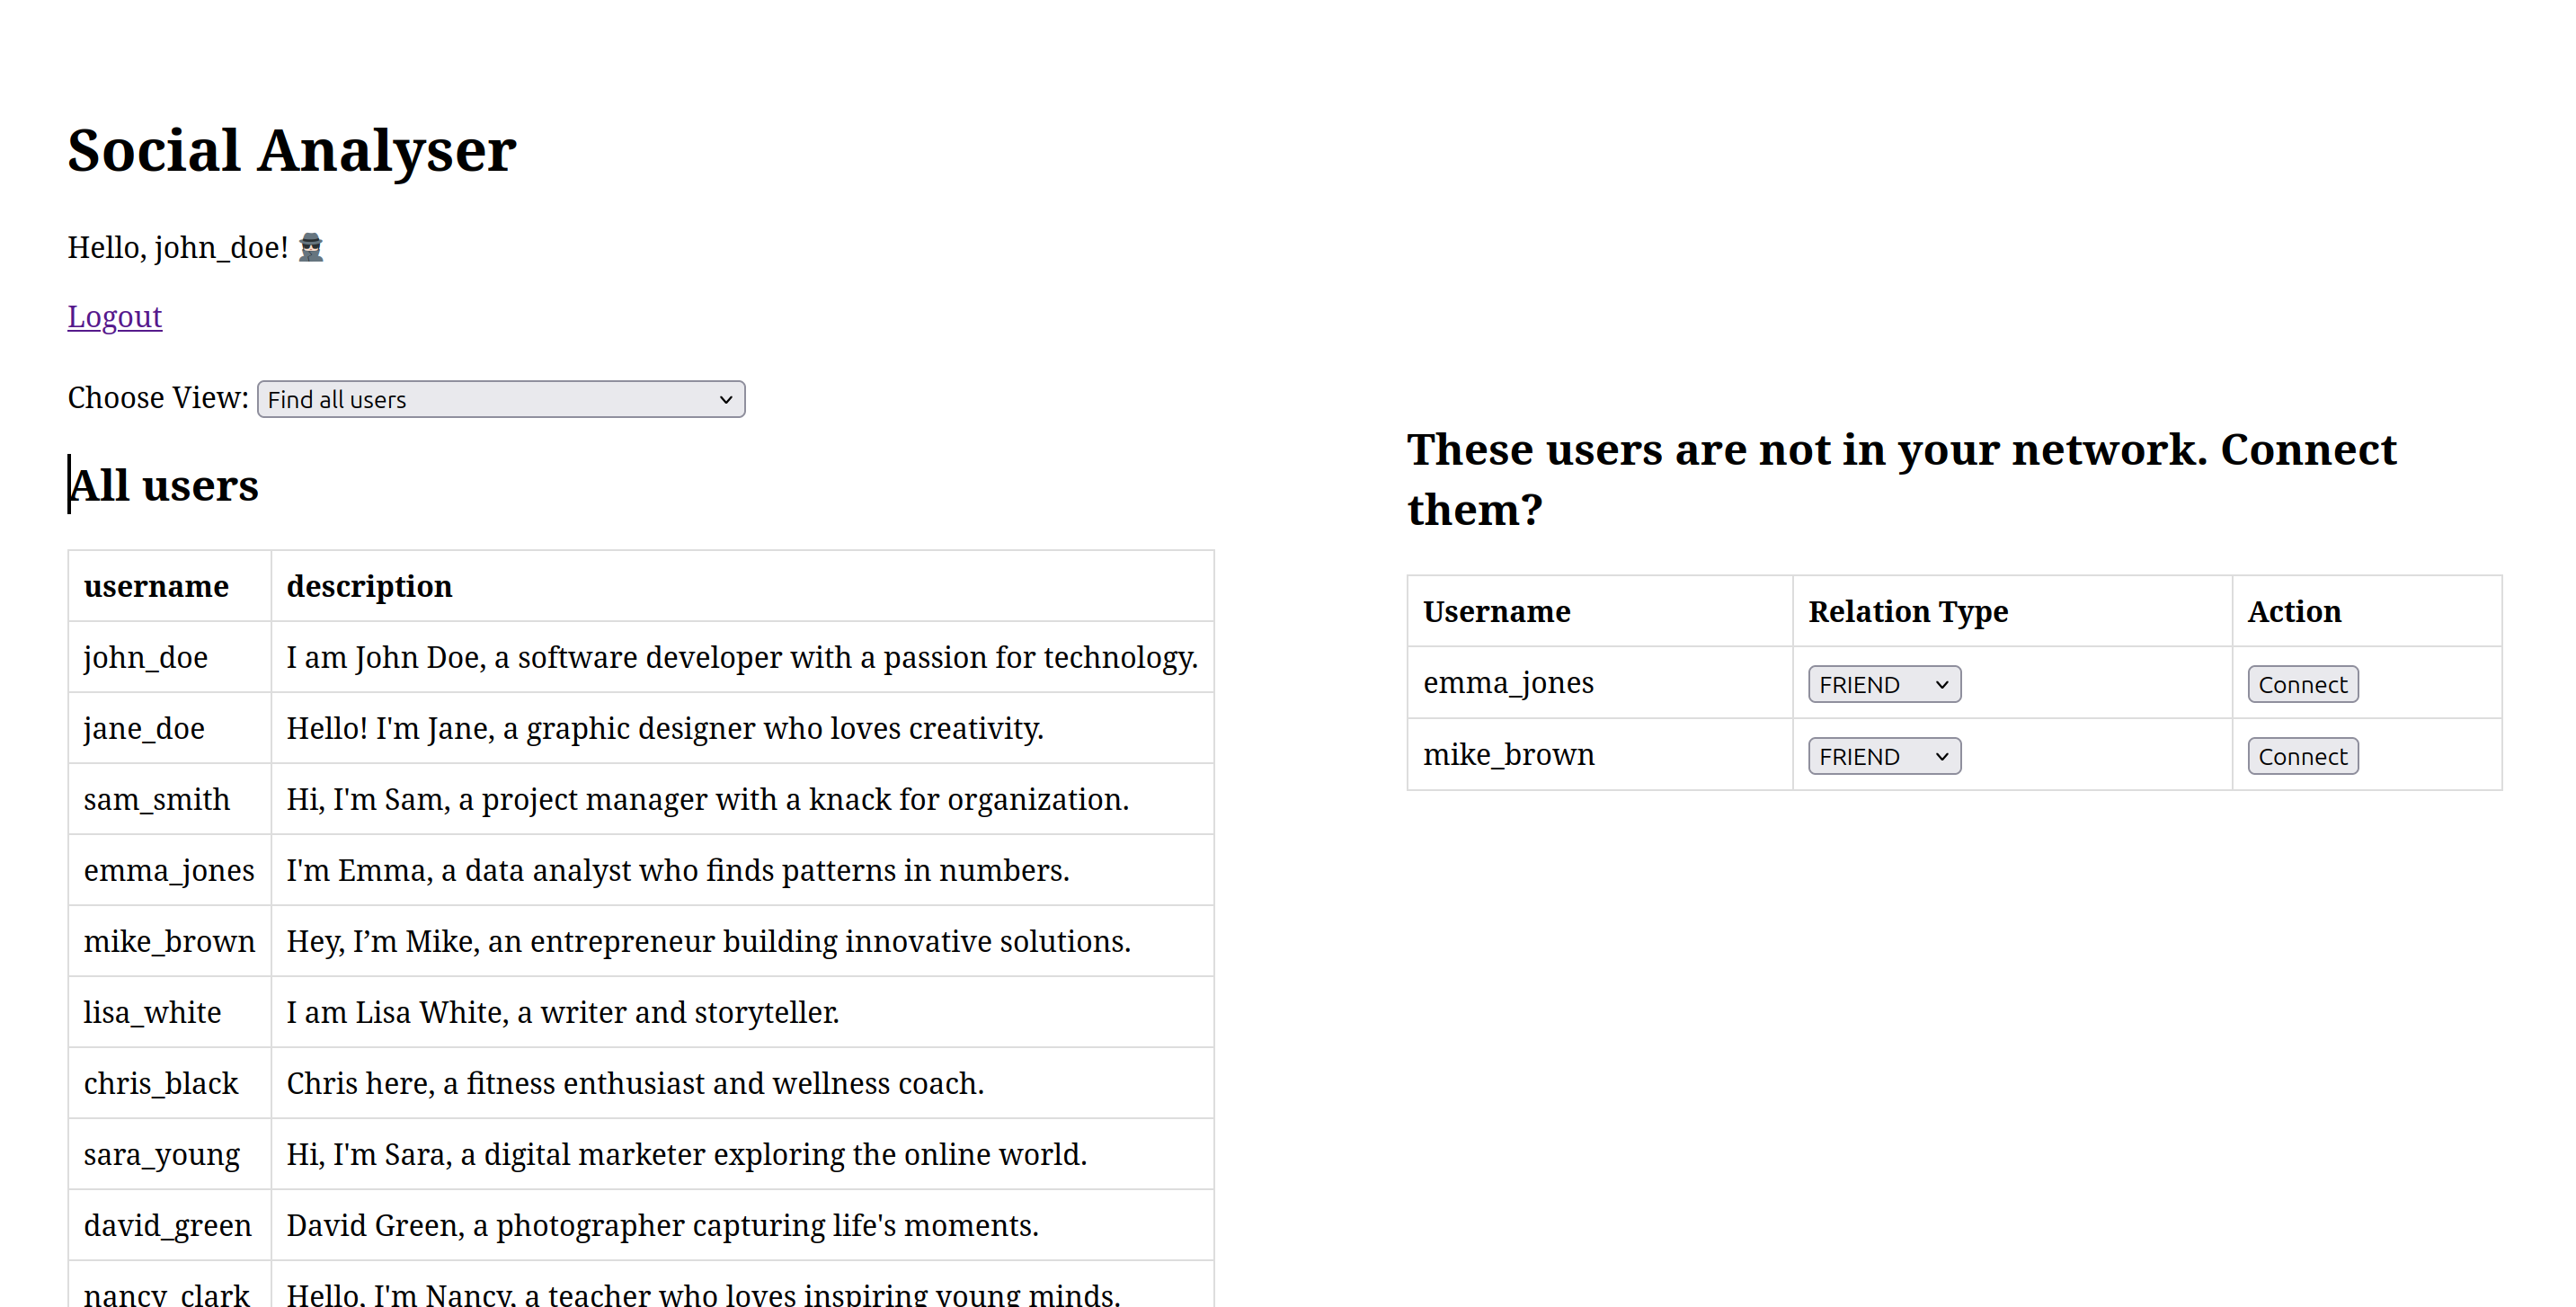 Social Analyser
Hello, john_doe!
Logout
Choose View: Find all users
All users
username description
john_doe I am John Doe, a software developer with a passion for technology.
jane_doe Hello! I'm Jane, a graphic designer who loves creativity.
sam_smith Hi, I'm Sam, a project manager with a knack for organization.
emma_jones I'm Emma, a data analyst who finds patterns in numbers.
mike_brown Hey, I’m Mike, an entrepreneur building innovative solutions.
lisa_white I am Lisa White, a writer and storyteller.
chris_black Chris here, a fitness enthusiast and wellness coach.
sara_young Hi, I'm Sara, a digital marketer exploring the online world.
david_green David Green, a photographer capturing life's moments.
nancy_clark Hello, I'm Nancy, a teacher who loves inspiring young minds.
These users are not in your network. Connect
them?
Username Relation Type Action
emma_jones FRIEND Connect
mike_brown FRIEND Connect